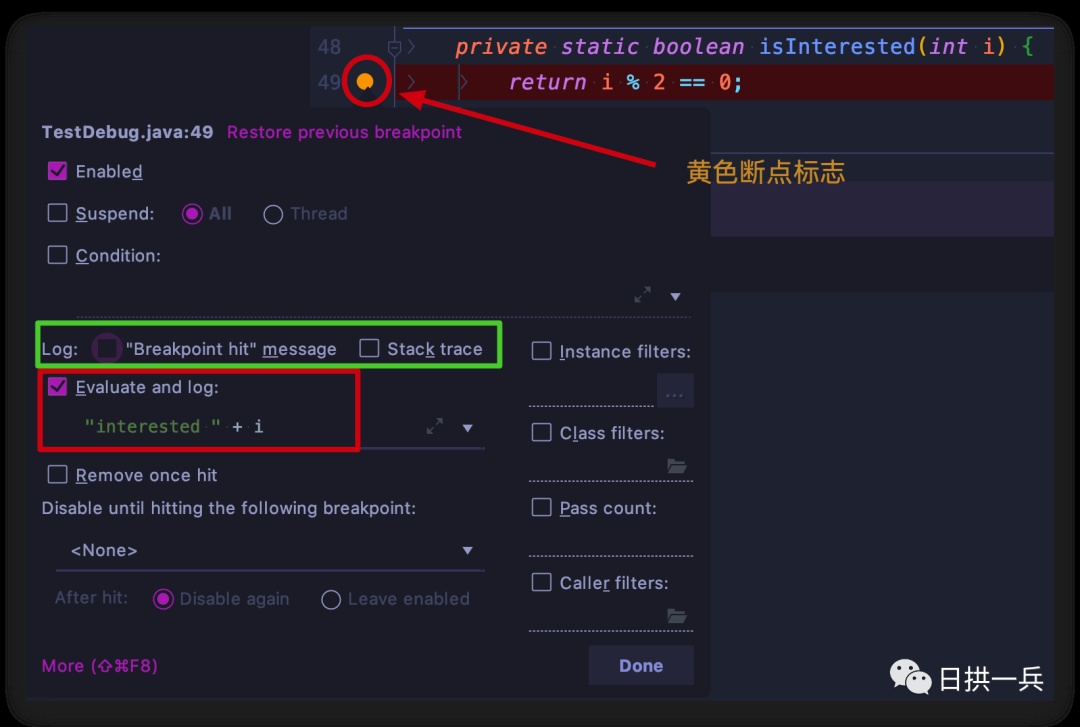 48 private static boolean isInterested(int i) {
49 return i % 2 == 0;
TestDebug.java:49 Restore previous breakpoint
黄色断点标志
Enabled
Suspend: All Thread
Condition:
Log: "Breakpoint hit" message Stack trace
Instance filters:
Evaluate and log:
...
"interested " + i
Class filters:
Remove once hit
Disable until hitting the following breakpoint:
Pass count:
<None>
Caller filters:
After hit: Disable again Leave enabled
More (⇧⌘F8)
Done
日拱一兵